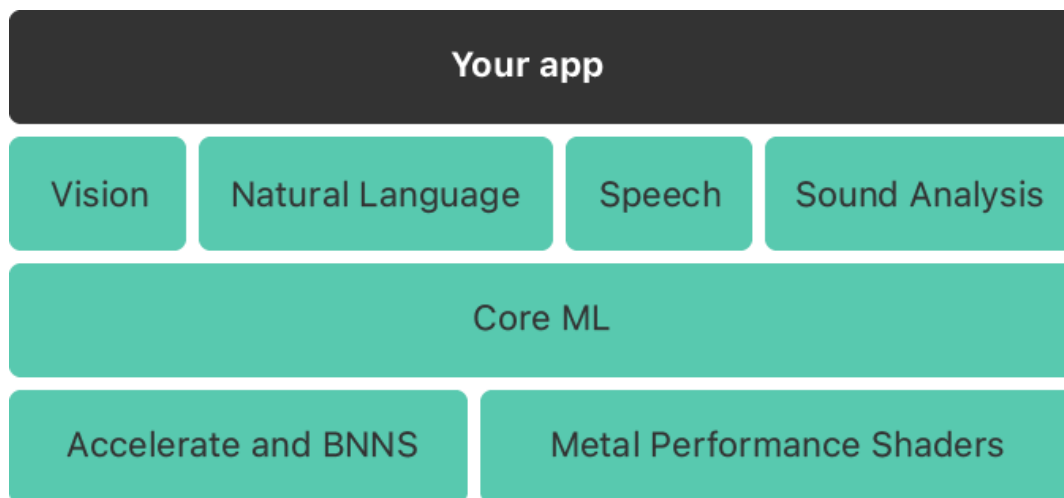 Your app
Vision
Natural Language
Speech
Sound Analysis
Core ML
Accelerate and BNNS
Metal Performance Shaders